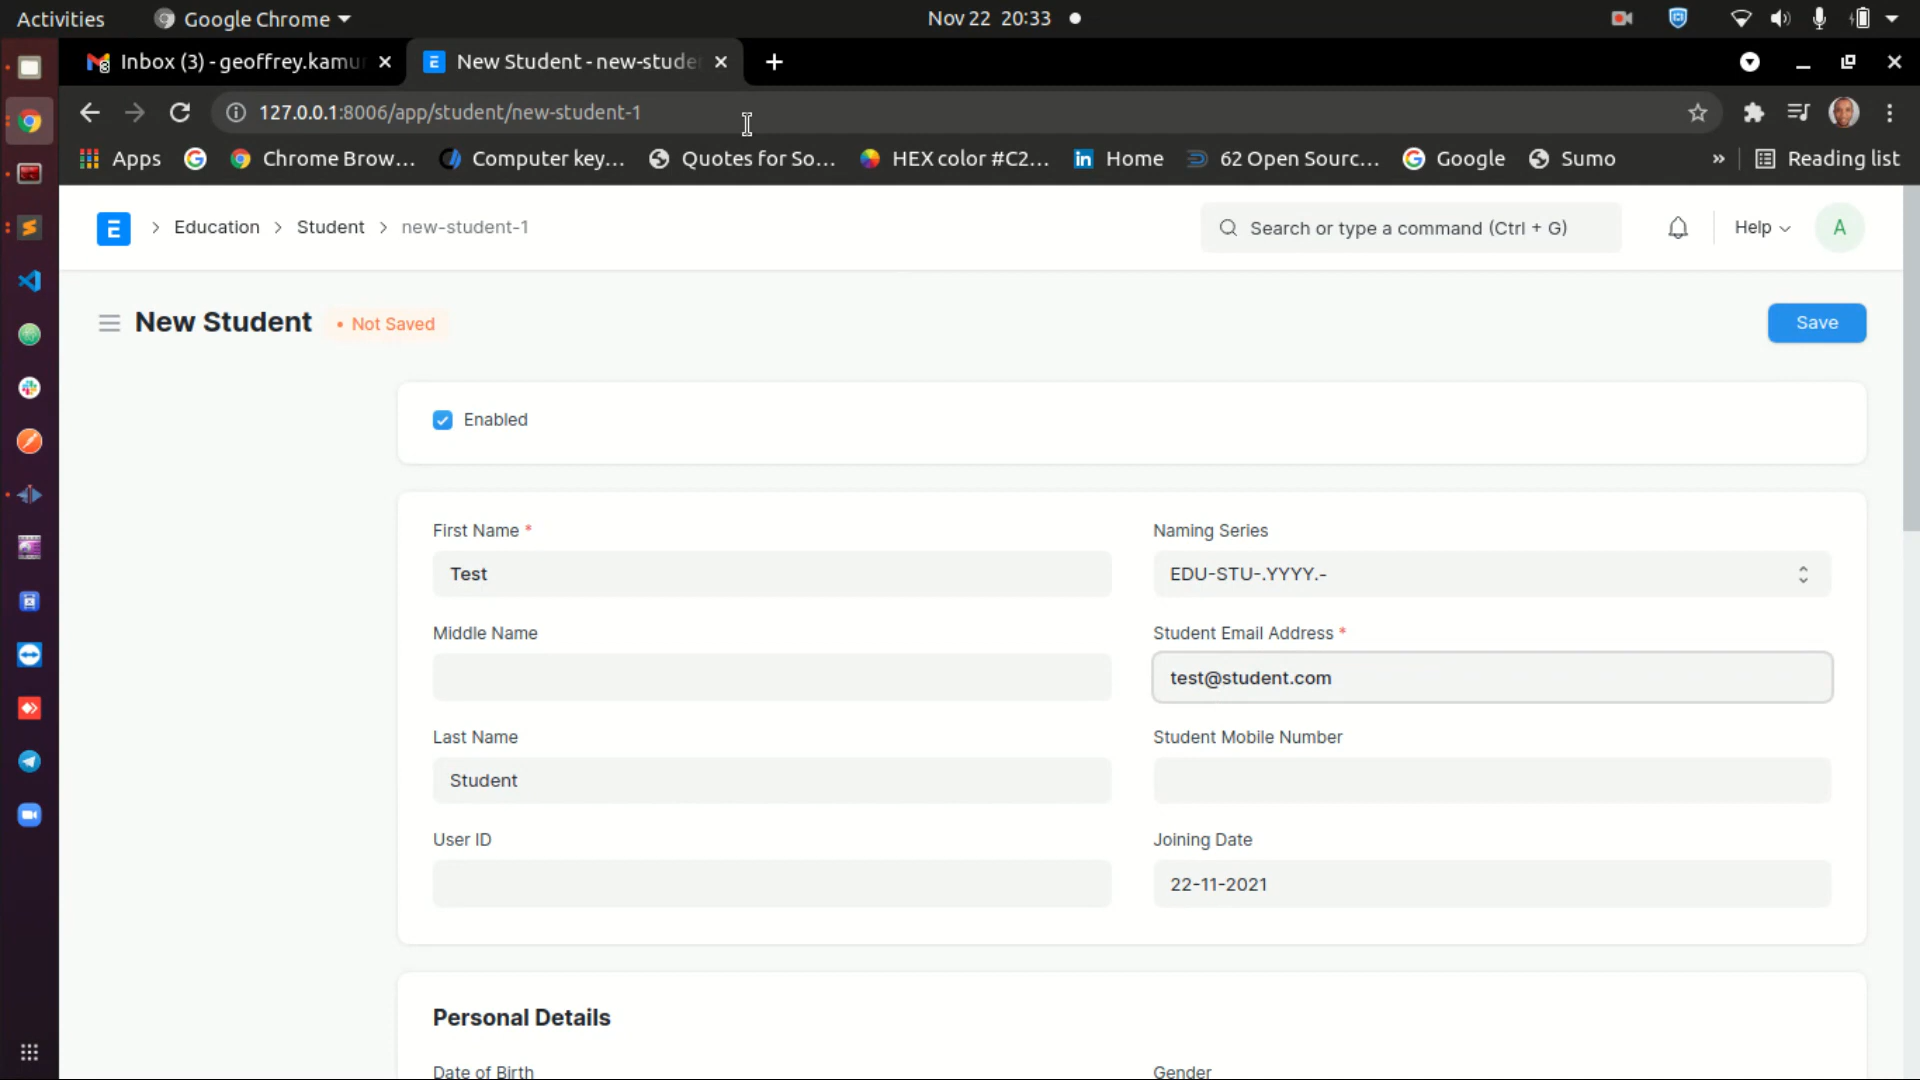 Activities
Google Chrome
Nov 22 20:33
Inbox (3) - geoffrey.kamu
New Student - new-stude
127.0.0.1:8006/app/student/new-student-1
Apps
Chrome Brow...
Computer key...
Quotes for So...
HEX color #C2...
Home
62 Open Sourc...
Google
Sumo
»
Reading list
E
Education
Student
new-student-1
Search or type a command (Ctrl + G)
Help
A
New Student
• Not Saved
Save
Enabled
First Name *
Naming Series
Test
EDU-STU-.YYYY.-
Middle Name
Student Email Address *
test@student.com
Last Name
Student Mobile Number
Student
User ID
Joining Date
22-11-2021
Personal Details
Date of Birth
Gender